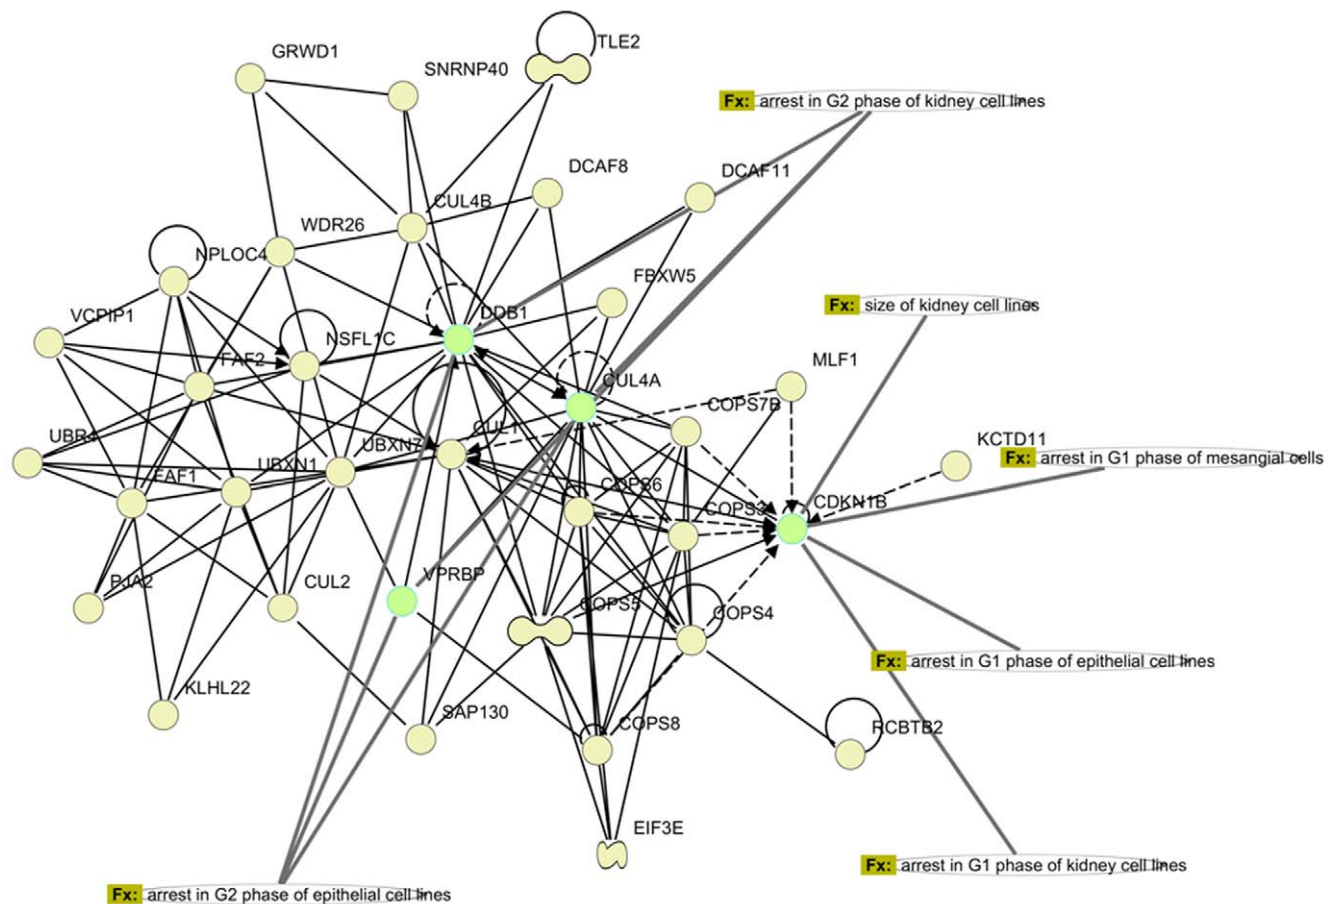 TLE2
GRWD1
SNRNP40
Fx: arrest in G2 phase of kidney cell lines
DCAF8
DCAF11
CUL4B
WDR26
NPLOC4
FBXW5
Fx: size of kidney cell lines
VCPIP1
DDB1
NSFL1C
FAF2
MLF1
CUL4A
COPS7B
CUL1
UBR4
UBXN7
KCTD11
Fx: arrest in G1 phase of mesangial cells
FAF1
UBXN1
COPS6
COPS3
CDKN1B
PJA2
CUL2
VPRBP
COPS5
COPS4
Fx: arrest in G1 phase of epithelial cell lines
KLHL22
SAP130
COPS8
RCBTB2
EIF3E
Fx: arrest in G1 phase of kidney cell lines
Fx: arrest in G2 phase of epithelial cell lines